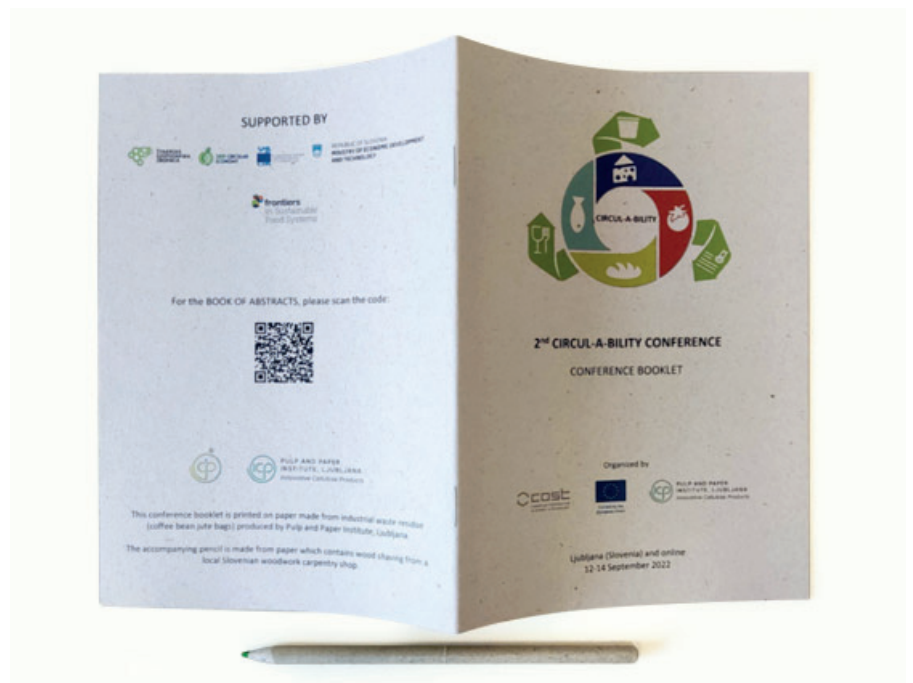 SUPPORTED BY
REPUBLIC OF SLOVENIA
MINISTRY OF ECONOMIC DEVELOPMENT
AND TECHNOLOGY
frontiers
in Sustainable
Food Systems
For the BOOK OF ABSTRACTS, please scan the code:
icp
PULP AND PAPER
INSTITUTE, LJUBLJANA
Innovative Cellulose Products
This conference booklet is printed on paper made from industrial waste residue
(coffee bean jute bags) produced by Pulp and Paper Institute, Ljubljana
The accompanying pencil is made from paper which contains wood sharing from a
local Slovenian woodwork carpentry shop.
CIRCUL-A-BILITY
2nd CIRCUL-A-BILITY CONFERENCE
CONFERENCE BOOKLET
Organized by
cost
icp
PULP AND PAPER
INSTITUTE, LJUBLJANA
Innovative Cellulose Products
Ljubljana (Slovenia) and online
12-14 September 2022